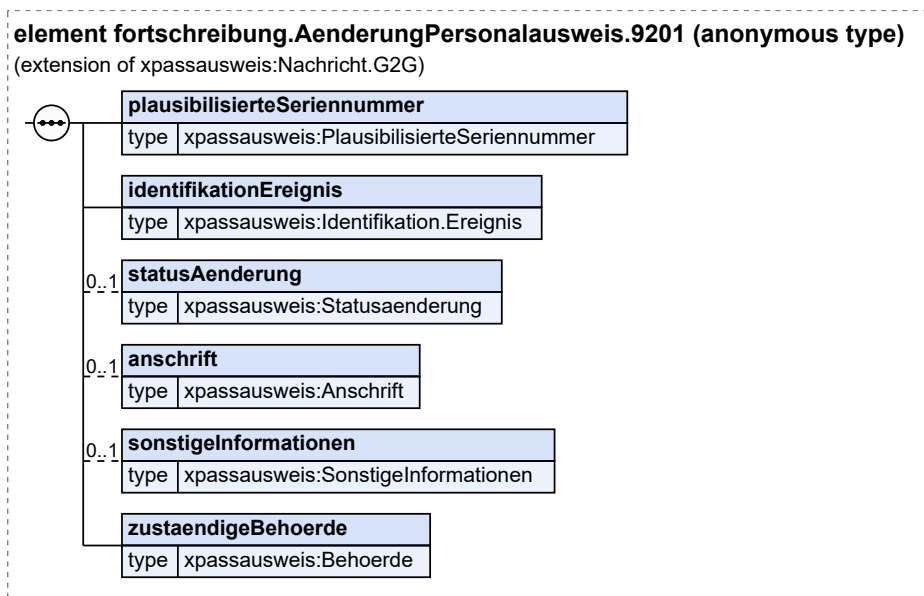 element fortschreibung.AenderungPersonalausweis.9201 (anonymous type)
(extension of xpassausweis:Nachricht.G2G)
plausibilisierteSeriennummer
type xpassausweis:PlausibilisierteSeriennummer
identifikationEreignis
type xpassausweis:Identifikation.Ereignis
0..1 statusAenderung
type xpassausweis:Statusaenderung
0..1 anschrift
type xpassausweis:Anschrift
0..1 sonstigeInformationen
type xpassausweis:SonstigeInformationen
zustaendigeBehoerde
type xpassausweis:Behoerde